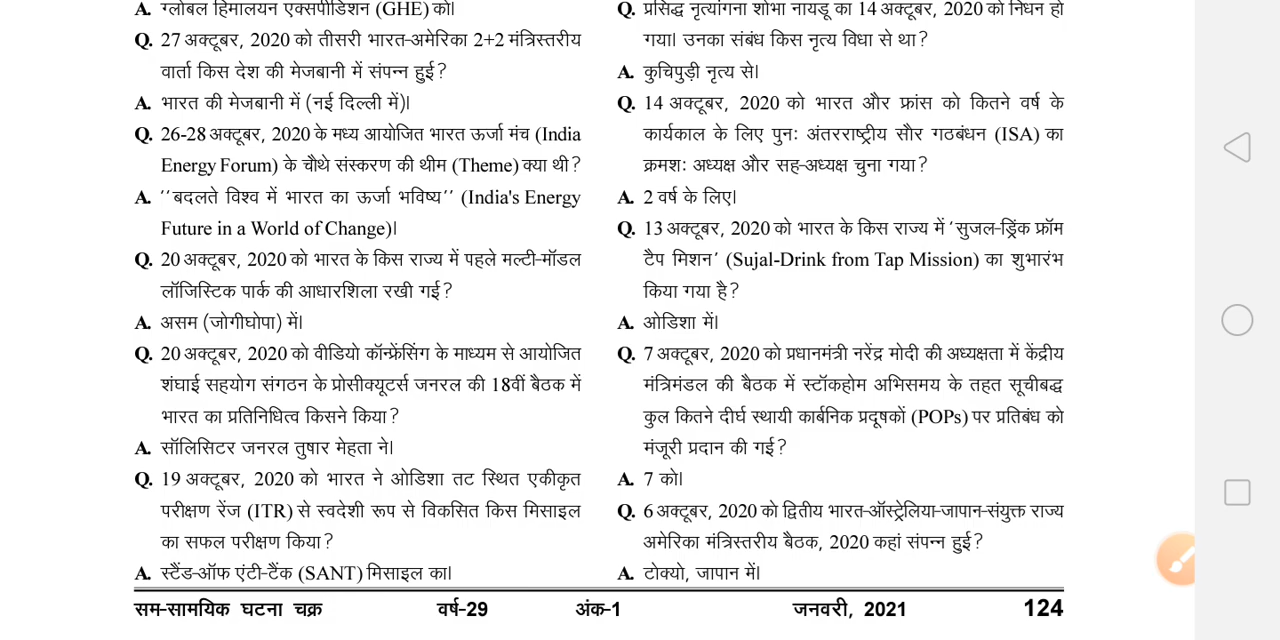 A. ग्लोबल हिमालयन एक्सपीडिशन (GHE) को।
Q. 27 अक्टूबर, 2020 को तीसरी भारत-अमेरिका 2+2 मंत्रिस्तरीय
वार्ता किस देश की मेजबानी में संपन्न हुई?
A. भारत की मेजबानी में (नई दिल्ली में)।
Q. 26-28 अक्टूबर, 2020 के मध्य आयोजित भारत ऊर्जा मंच (India
Energy Forum) के चौथे संस्करण की थीम (Theme) क्या थी?
A. ''बदलते विश्व में भारत का ऊर्जा भविष्य'' (India's Energy
Future in a World of Change)।
Q. 20 अक्टूबर, 2020 को भारत के किस राज्य में पहले मल्टी-मॉडल
लॉजिस्टिक पार्क की आधारशिला रखी गई?
A. असम (जोगीघोपा) में।
Q. 20 अक्टूबर, 2020 को वीडियो कॉन्फ्रेंसिंग के माध्यम से आयोजित
शंघाई सहयोग संगठन के प्रोसीक्यूटर्स जनरल की 18वीं बैठक में
भारत का प्रतिनिधित्व किसने किया?
A. सॉलिसिटर जनरल तुषार मेहता ने।
Q. 19 अक्टूबर, 2020 को भारत ने ओडिशा तट स्थित एकीकृत
परीक्षण रेंज (ITR) से स्वदेशी रूप से विकसित किस मिसाइल
का सफल परीक्षण किया?
A. स्टैंड-ऑफ एंटी-टैंक (SANT) मिसाइल का।
Q. प्रसिद्ध नृत्यांगना शोभा नायडू का 14 अक्टूबर, 2020 को निधन हो
गया। उनका संबंध किस नृत्य विधा से था?
A. कुचिपुड़ी नृत्य से।
Q. 14 अक्टूबर, 2020 को भारत और फ्रांस को कितने वर्ष के
कार्यकाल के लिए पुनः अंतरराष्ट्रीय सौर गठबंधन (ISA) का
क्रमशः अध्यक्ष और सह-अध्यक्ष चुना गया?
A. 2 वर्ष के लिए।
Q. 13 अक्टूबर, 2020 को भारत के किस राज्य में 'सुजल-ड्रिंक फ्रॉम
टैप मिशन' (Sujal-Drink from Tap Mission) का शुभारंभ
किया गया है?
A. ओडिशा में।
Q. 7 अक्टूबर, 2020 को प्रधानमंत्री नरेंद्र मोदी की अध्यक्षता में केंद्रीय
मंत्रिमंडल की बैठक में स्टॉकहोम अभिसमय के तहत सूचीबद्ध
कुल कितने दीर्घ स्थायी कार्बनिक प्रदूषकों (POPs) पर प्रतिबंध को
मंजूरी प्रदान की गई?
A. 7 को।
Q. 6 अक्टूबर, 2020 को द्वितीय भारत-ऑस्ट्रेलिया-जापान-संयुक्त राज्य
अमेरिका मंत्रिस्तरीय बैठक, 2020 कहां संपन्न हुई?
A. टोक्यो, जापान में।
सम-सामयिक घटना चक्र वर्ष-29 अंक-1 जनवरी, 2021 124